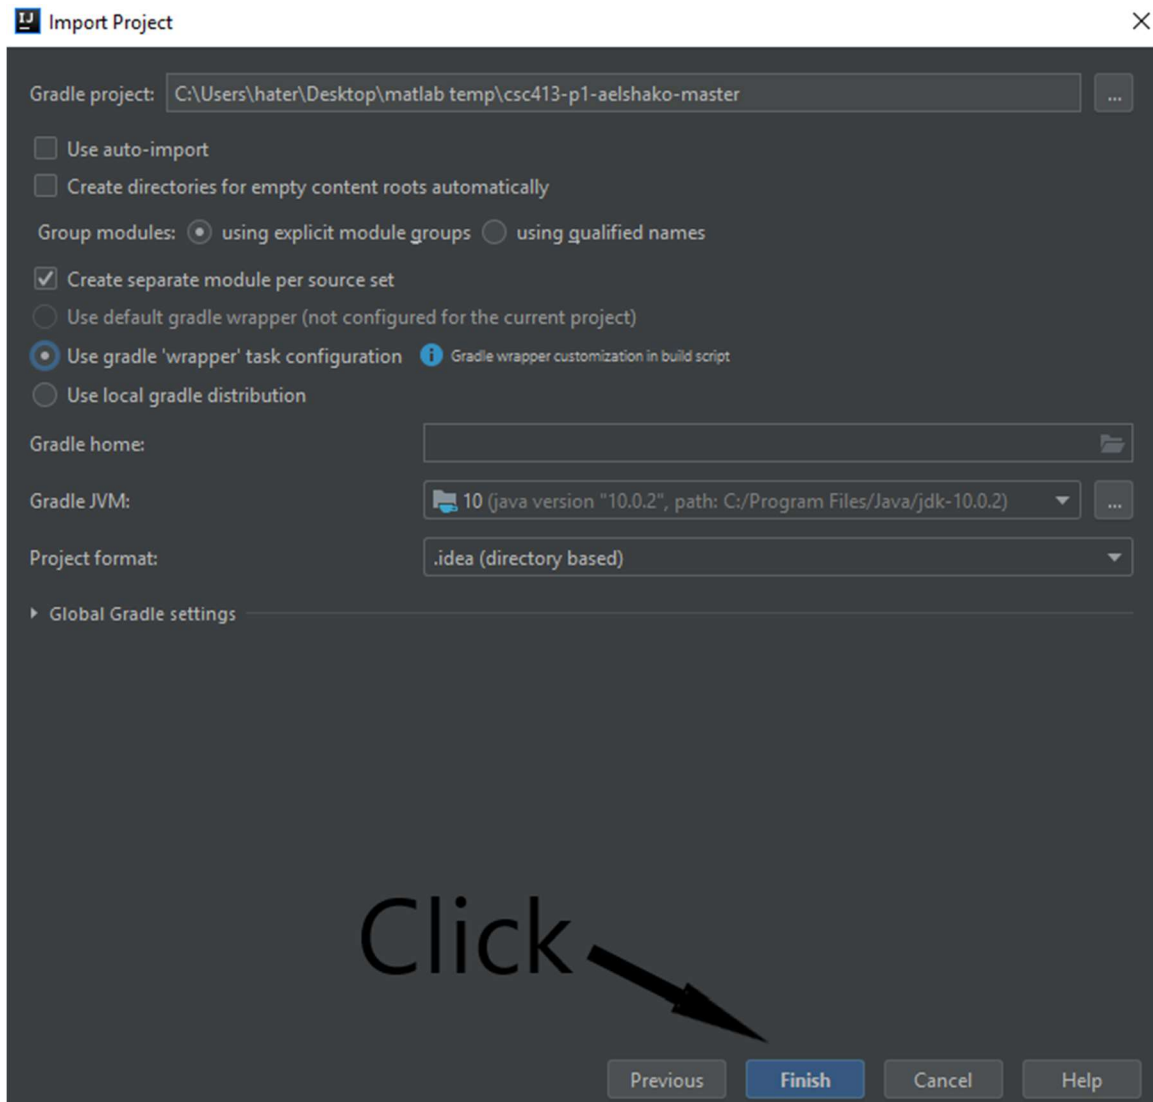 IJ Import Project
Gradle project: C:\Users\hater\Desktop\matlab temp\csc413-p1-aelshako-master ...
Use auto-import
Create directories for empty content roots automatically
Group modules: using explicit module groups using qualified names
Create separate module per source set
Use default gradle wrapper (not configured for the current project)
Use gradle 'wrapper' task configuration i Gradle wrapper customization in build script
Use local gradle distribution
Gradle home:
Gradle JVM: 10 (java version "10.0.2", path: C:/Program Files/Java/jdk-10.0.2) ...
Project format: .idea (directory based)
Global Gradle settings
Click
Previous Finish Cancel Help